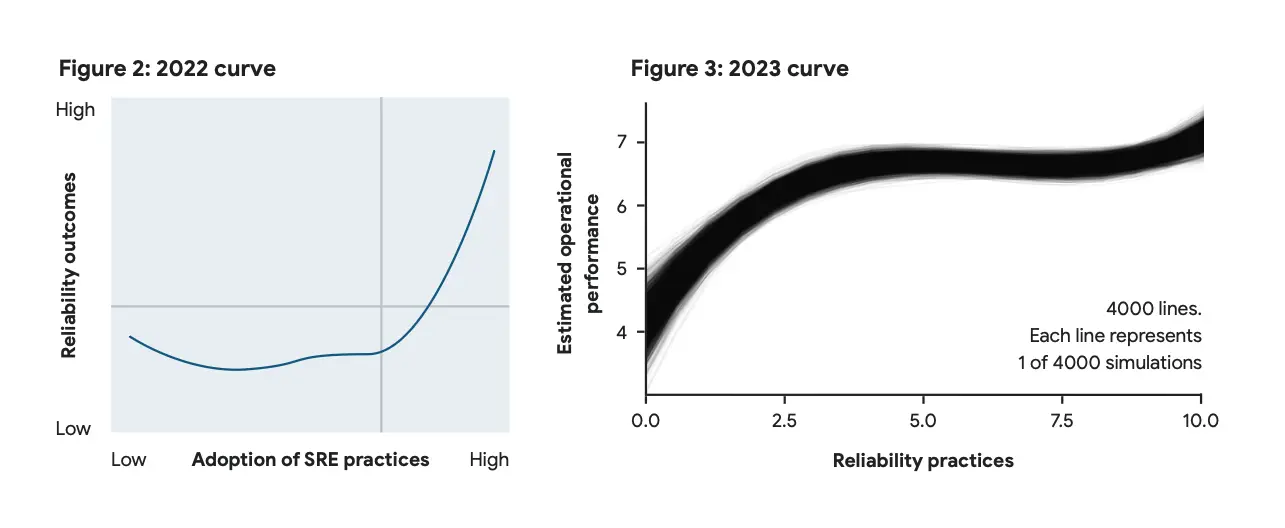 Figure 2: 2022 curve
High
Reliability outcomes
Low
Low
Adoption of SRE practices
High
Figure 3: 2023 curve
Estimated operational
performance
7
6
5
4
4000 lines.
Each line represents
1 of 4000 simulations
0.0
2.5
5.0
7.5
10.0
Reliability practices